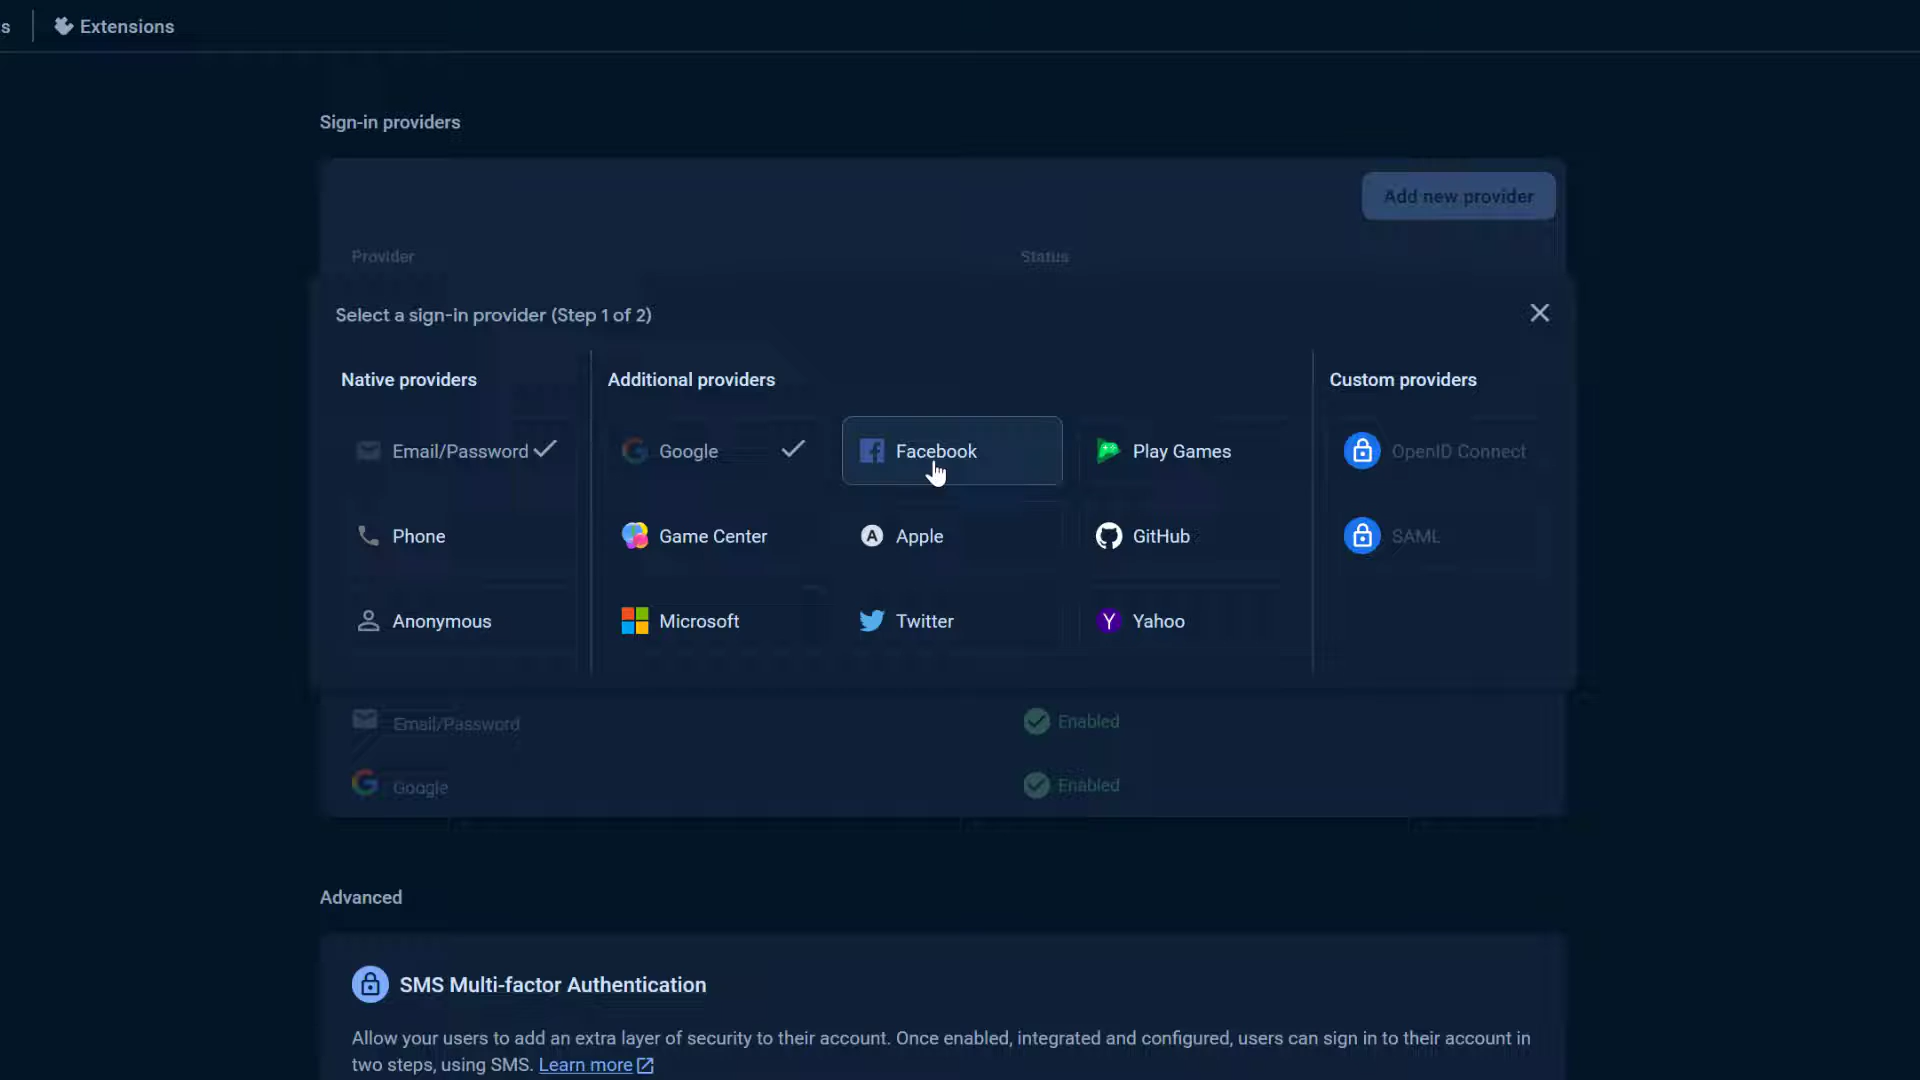 s
Extensions
Sign-in providers
Add new provider
Provider Status
Select a sign-in provider (Step 1 of 2)
Native providers
Additional providers
Custom providers
Email/Password
Google
Facebook
Play Games
OpenID Connect
Phone
Game Center
Apple
GitHub
SAML
Anonymous
Microsoft
Twitter
Yahoo
Email/Password Enabled
Google Enabled
Advanced
SMS Multi-factor Authentication
Allow your users to add an extra layer of security to their account. Once enabled, integrated and configured, users can sign in to their account in
two steps, using SMS. Learn more